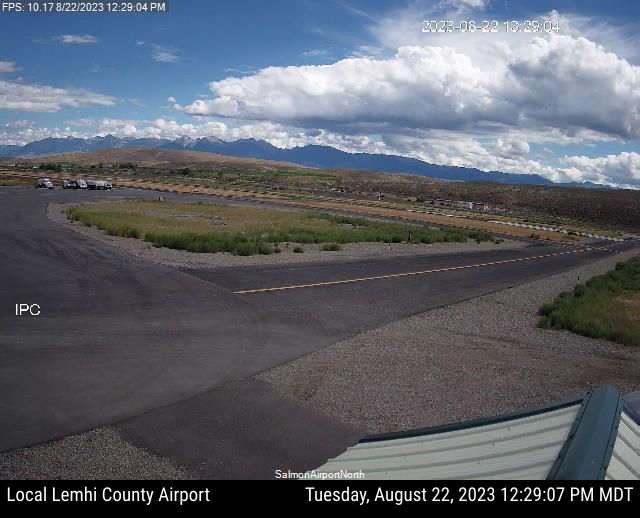 FPS: 10.17 8/22/2023 12:29:04 PM
2023-08-22 13:29:04
IPC
SalmonAirportNorth
Local Lemhi County Airport Tuesday, August 22, 2023 12:29:07 PM MDT